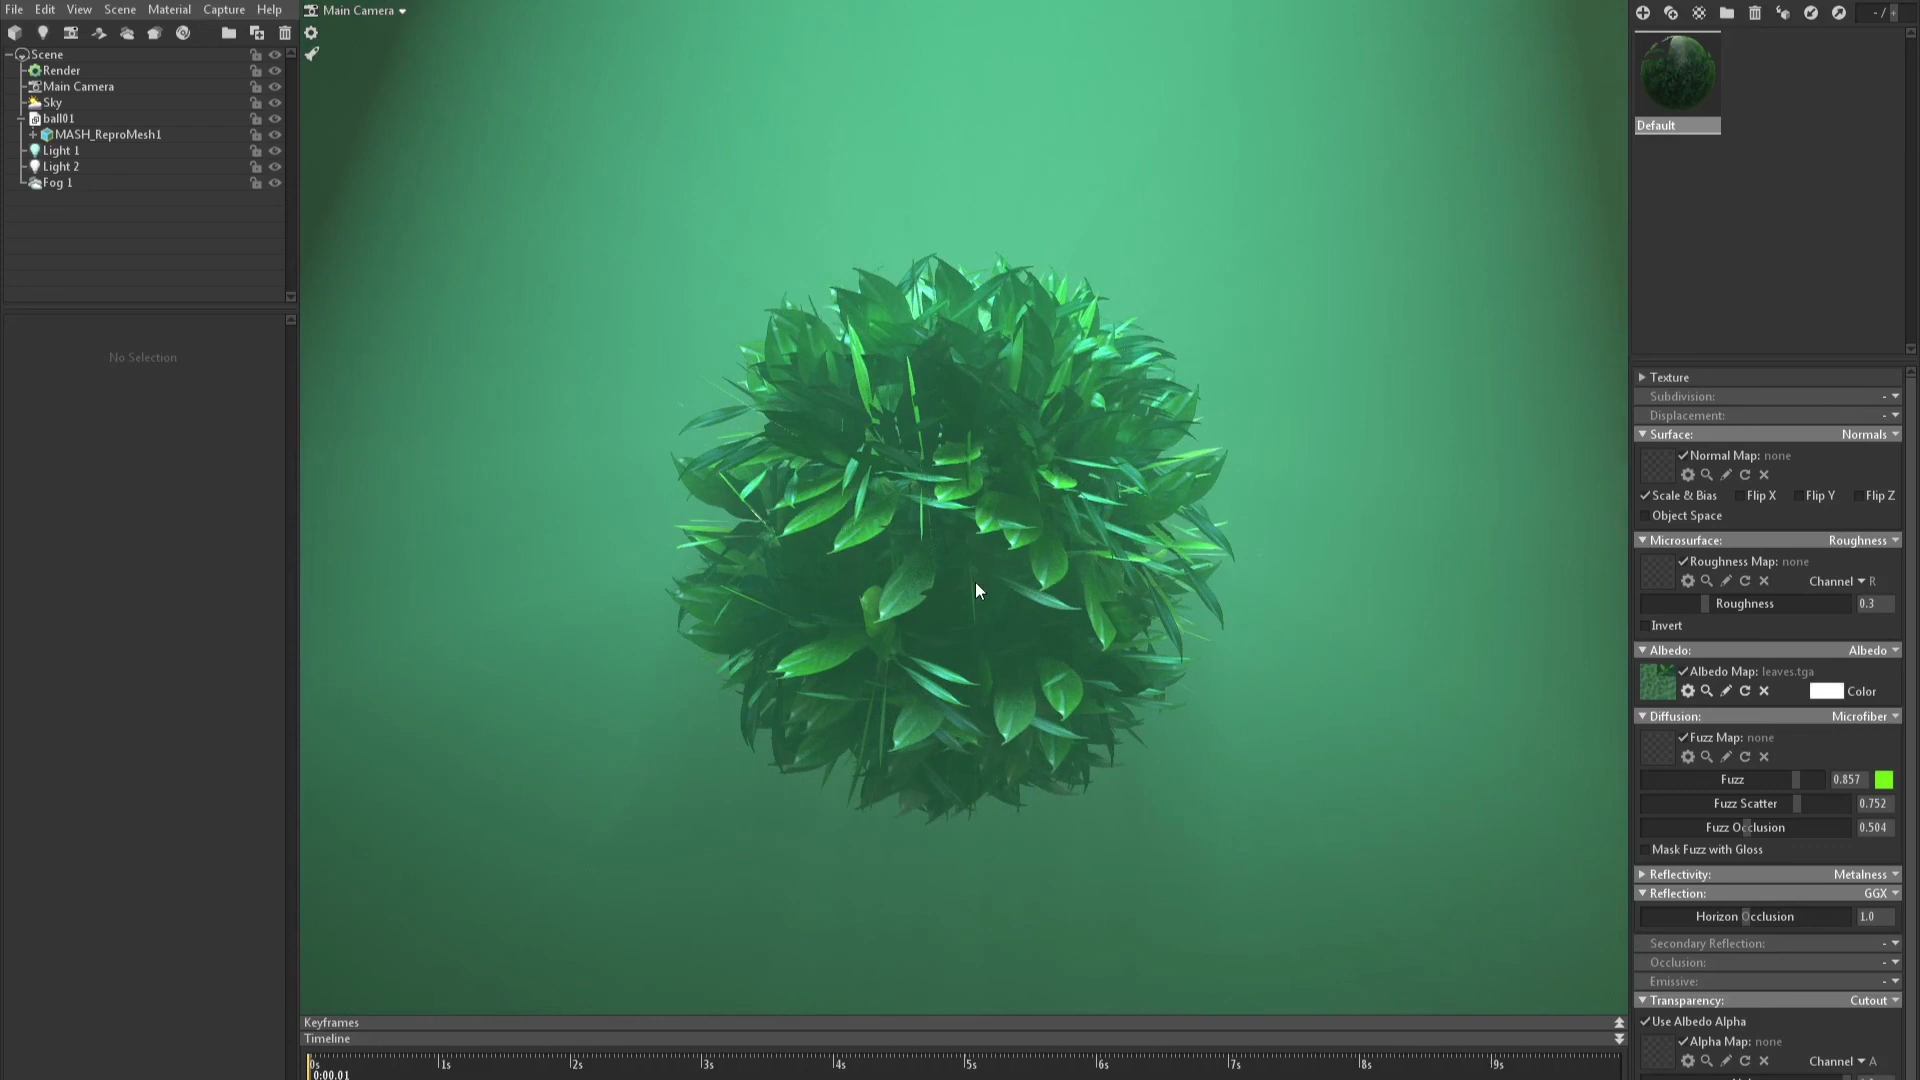 File Edit View Scene Material Capture Help
Main Camera
- / +
Scene
Render
Main Camera
Sky
ball01
MASH_ReproMesh1
Light 1
Light 2
Fog 1
No Selection
Default
Texture
Subdivision: -
Displacement: -
Surface: Normals
Normal Map: none
Scale & Bias Flip X Flip Y Flip Z
Object Space
Microsurface: Roughness
Roughness Map: none
Channel R
Roughness 0.3
Invert
Albedo: Albedo
Albedo Map: leaves.tga
Color
Diffusion: Microfiber
Fuzz Map: none
Fuzz 0.857
Fuzz Scatter 0.752
Fuzz Occlusion 0.504
Mask Fuzz with Gloss
Reflectivity: Metalness
Reflection: GGX
Horizon Occlusion 1.0
Secondary Reflection: -
Occlusion: -
Emissive: -
Transparency: Cutout
Use Albedo Alpha
Alpha Map: none
Channel A
Keyframes
Timeline
0s 1s 2s 3s 4s 5s 6s 7s 8s 9s
0:00.01